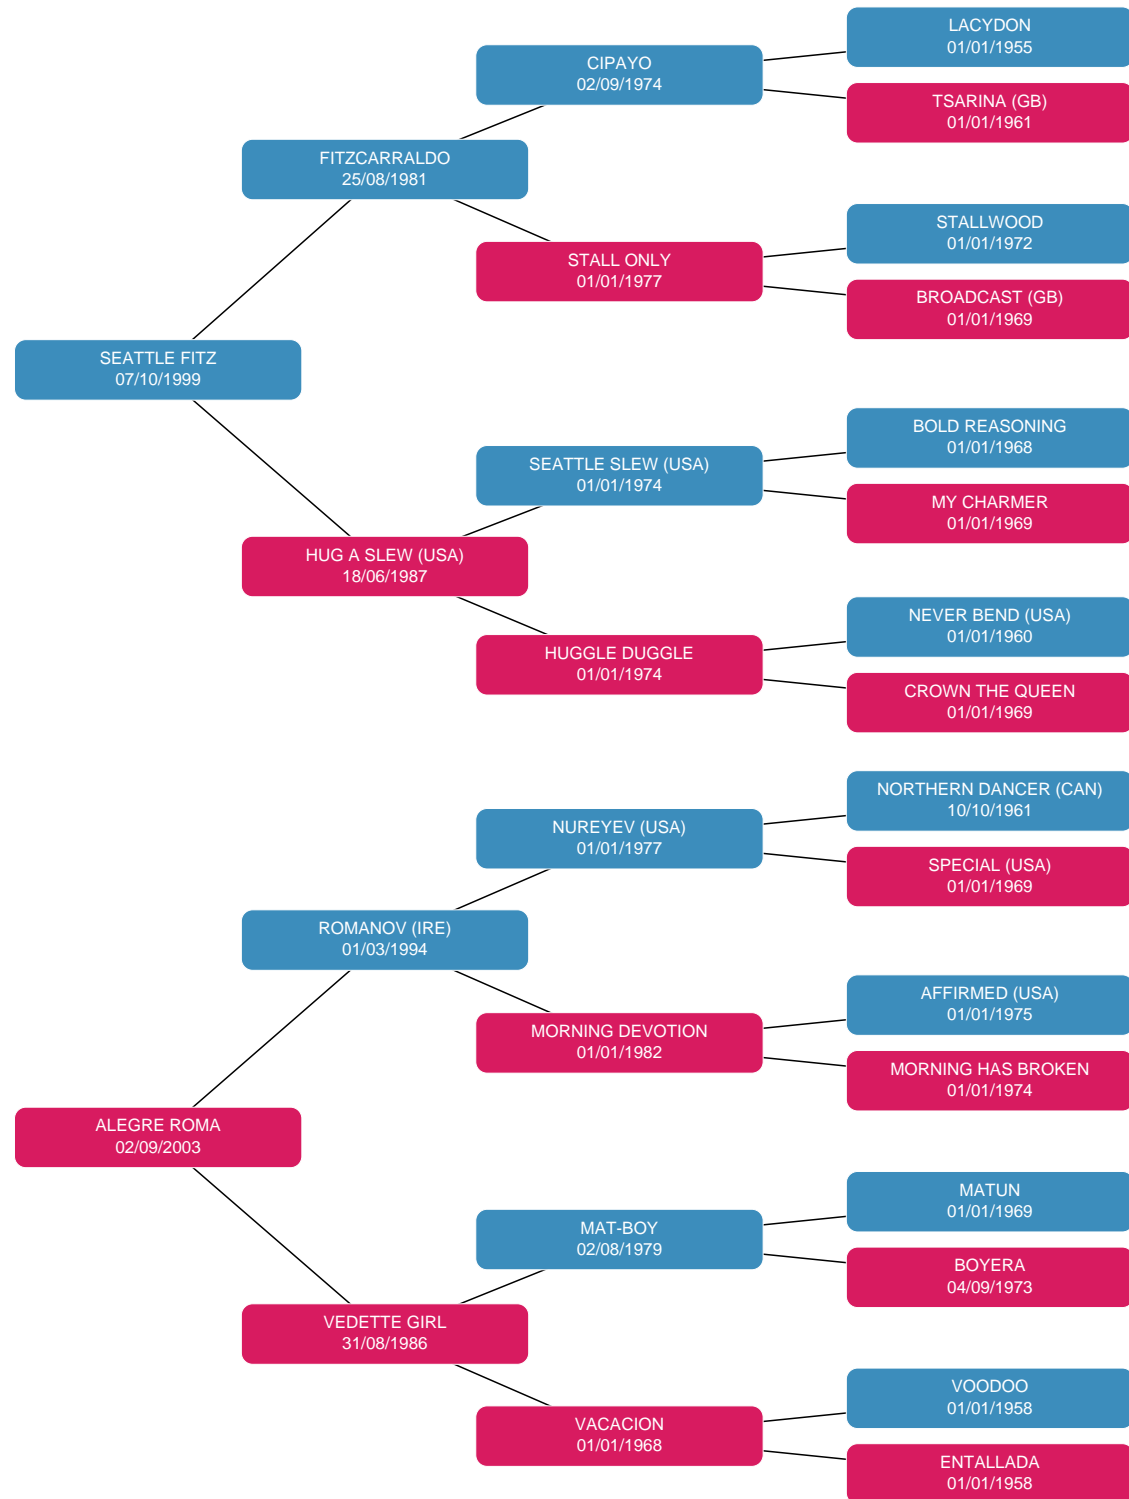 LACYDON
01/01/1955
CIPAYO
02/09/1974
TSARINA (GB)
01/01/1961
FITZCARRALDO
25/08/1981
STALLWOOD
01/01/1972
STALL ONLY
01/01/1977
BROADCAST (GB)
01/01/1969
SEATTLE FITZ
07/10/1999
BOLD REASONING
01/01/1968
SEATTLE SLEW (USA)
01/01/1974
MY CHARMER
01/01/1969
HUG A SLEW (USA)
18/06/1987
NEVER BEND (USA)
01/01/1960
HUGGLE DUGGLE
01/01/1974
CROWN THE QUEEN
01/01/1969
NORTHERN DANCER (CAN)
10/10/1961
NUREYEV (USA)
01/01/1977
SPECIAL (USA)
01/01/1969
ROMANOV (IRE)
01/03/1994
AFFIRMED (USA)
01/01/1975
MORNING DEVOTION
01/01/1982
MORNING HAS BROKEN
01/01/1974
ALEGRE ROMA
02/09/2003
MATUN
01/01/1969
MAT-BOY
02/08/1979
BOYERA
04/09/1973
VEDETTE GIRL
31/08/1986
VOODOO
01/01/1958
VACACION
01/01/1968
ENTALLADA
01/01/1958